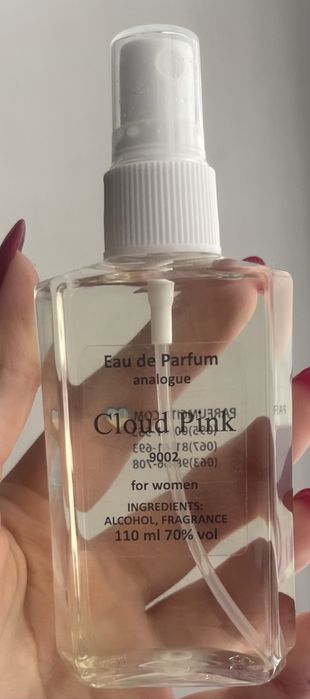 Eau de Parfum
analogue
Cloud Pink
9002
for women
INGREDIENTS:
ALCOHOL, FRAGRANCE
110 ml 70% vol